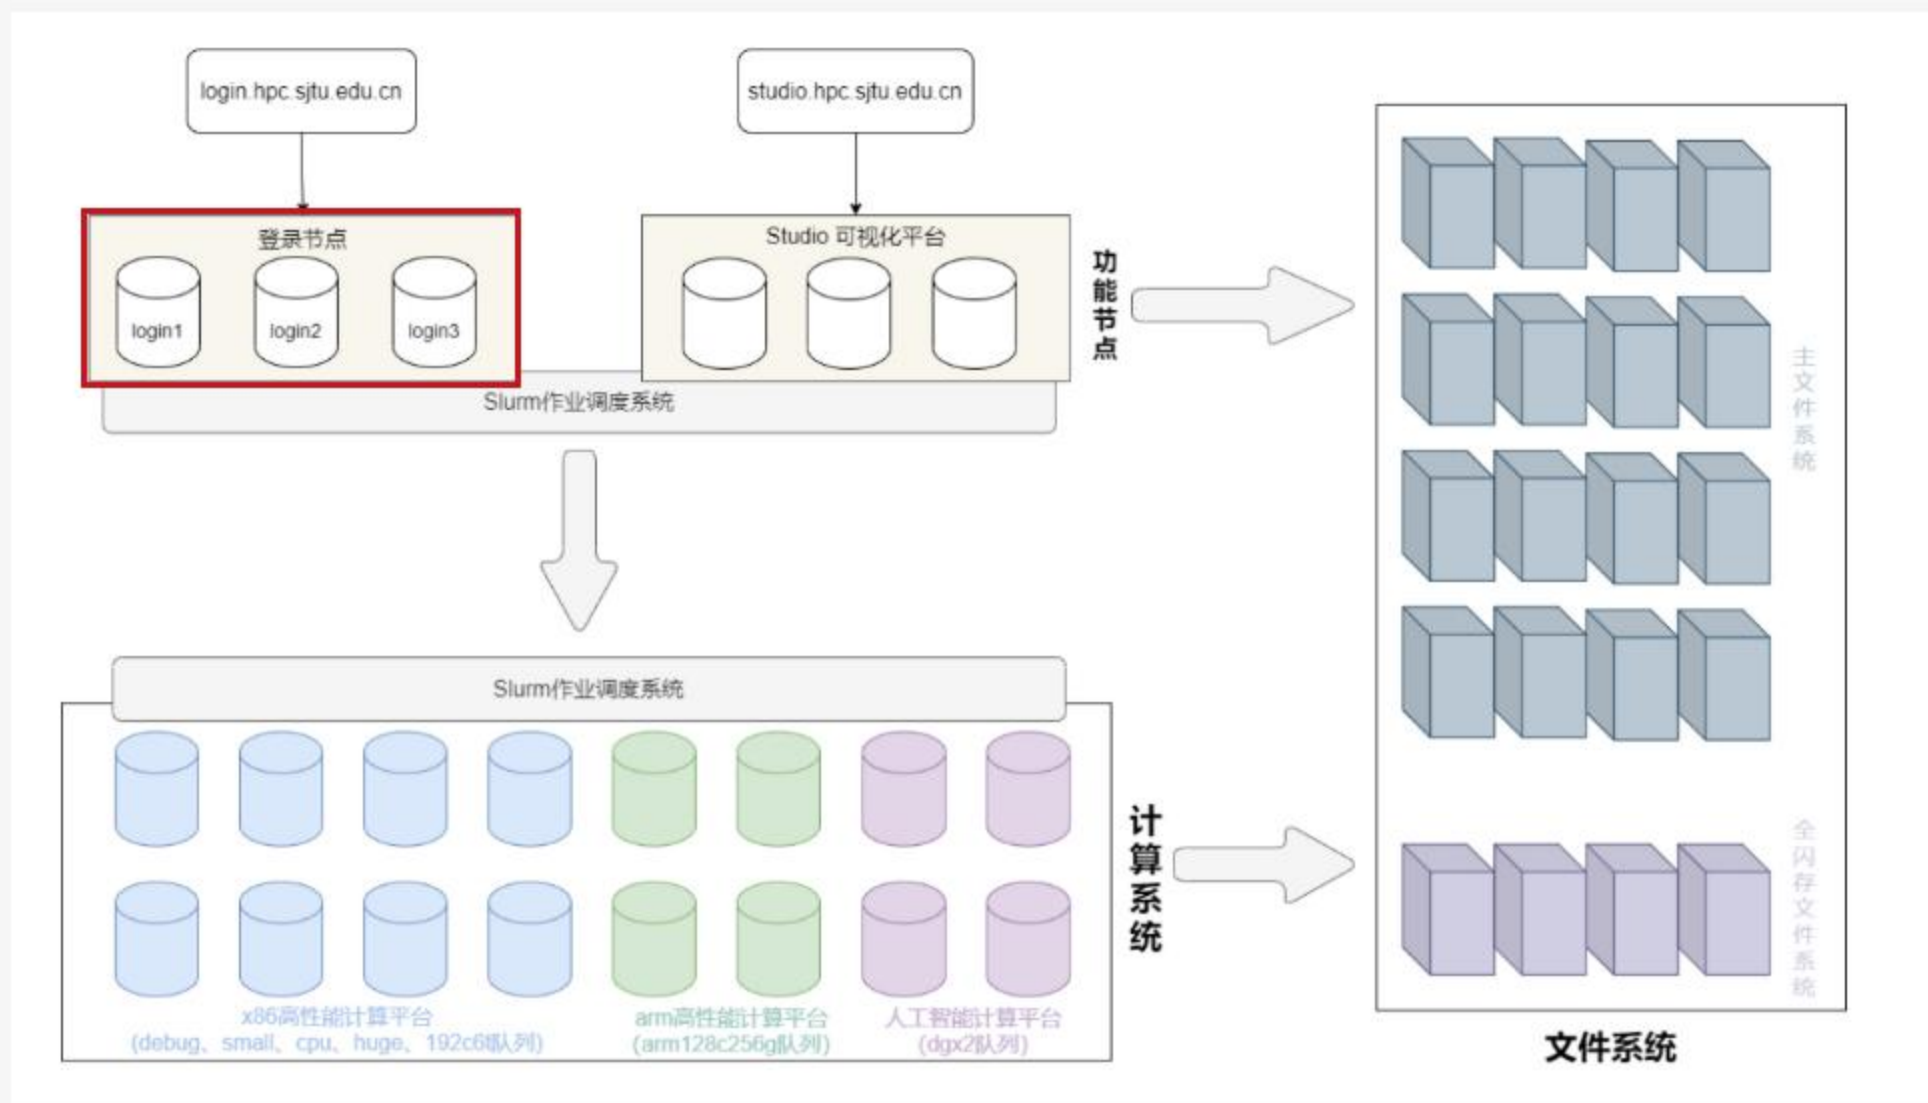 login.hpc.sjtu.edu.cn
studio.hpc.sjtu.edu.cn
登录节点
login1
login2
login3
Studio 可视化平台
功能节点
Slurm作业调度系统
主文件系统
Slurm作业调度系统
计算系统
全闪存文件系统
x86高性能计算平台
(debug、small、cpu、huge、192c6t队列)
arm高性能计算平台
(arm128c256g队列)
人工智能计算平台
(dgx2队列)
文件系统